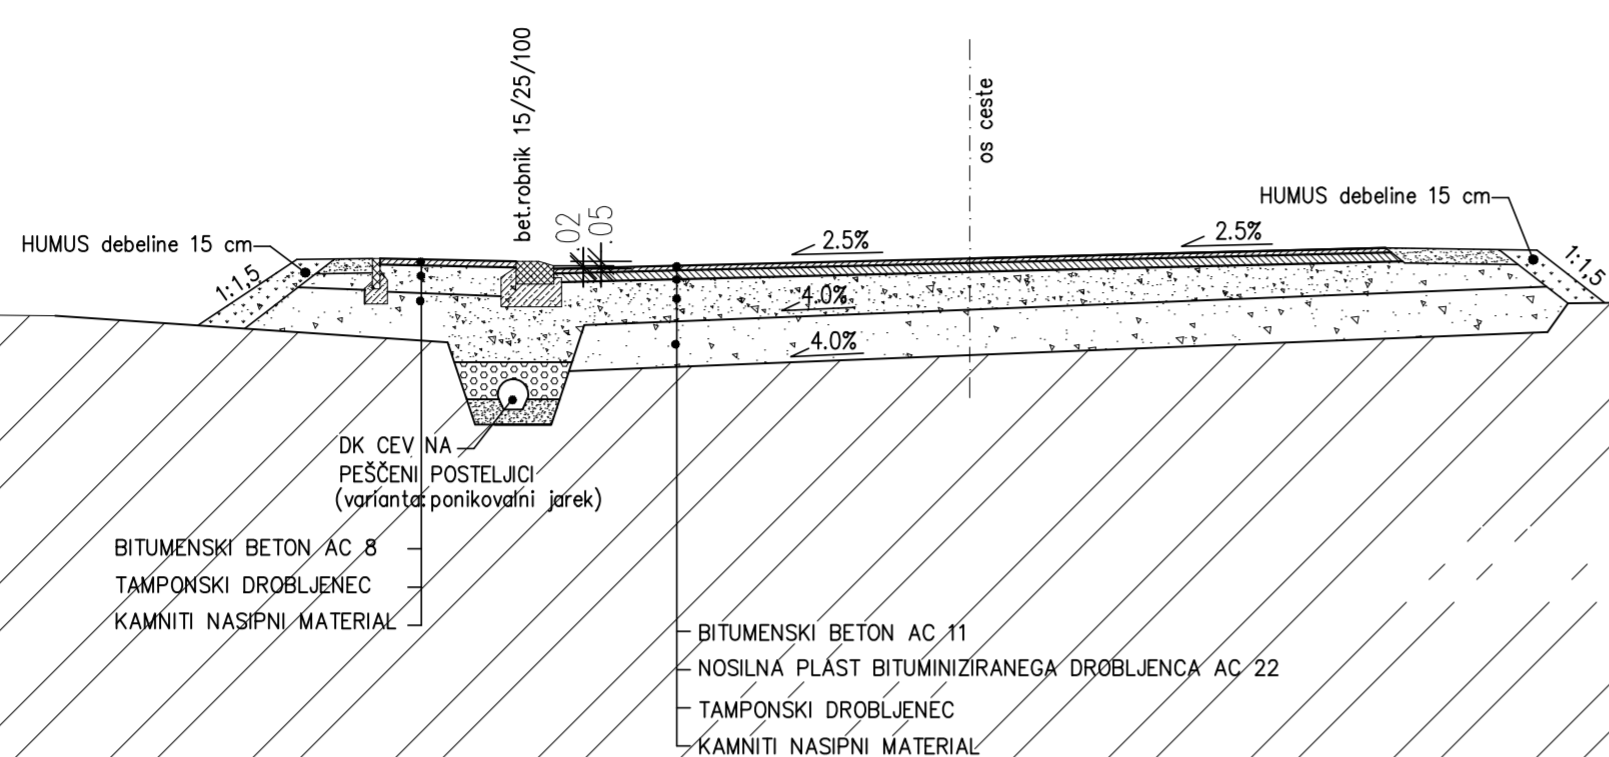 bet.robnik 15/25/100
os ceste
.02
.05
HUMUS debeline 15 cm
HUMUS debeline 15 cm
2.5%
2.5%
1:1,5
1:1,5
4.0%
4.0%
DK CEV NA
PEŠČENI POSTELJICI
(varianta:ponikovalni jarek)
BITUMENSKI BETON AC 8
TAMPONSKI DROBLJENEC
KAMNITI NASIPNI MATERIAL
BITUMENSKI BETON AC 11
NOSILNA PLAST BITUMINIZIRANEGA DROBLJENCA AC 22
TAMPONSKI DROBLJENEC
KAMNITI NASIPNI MATERIAL